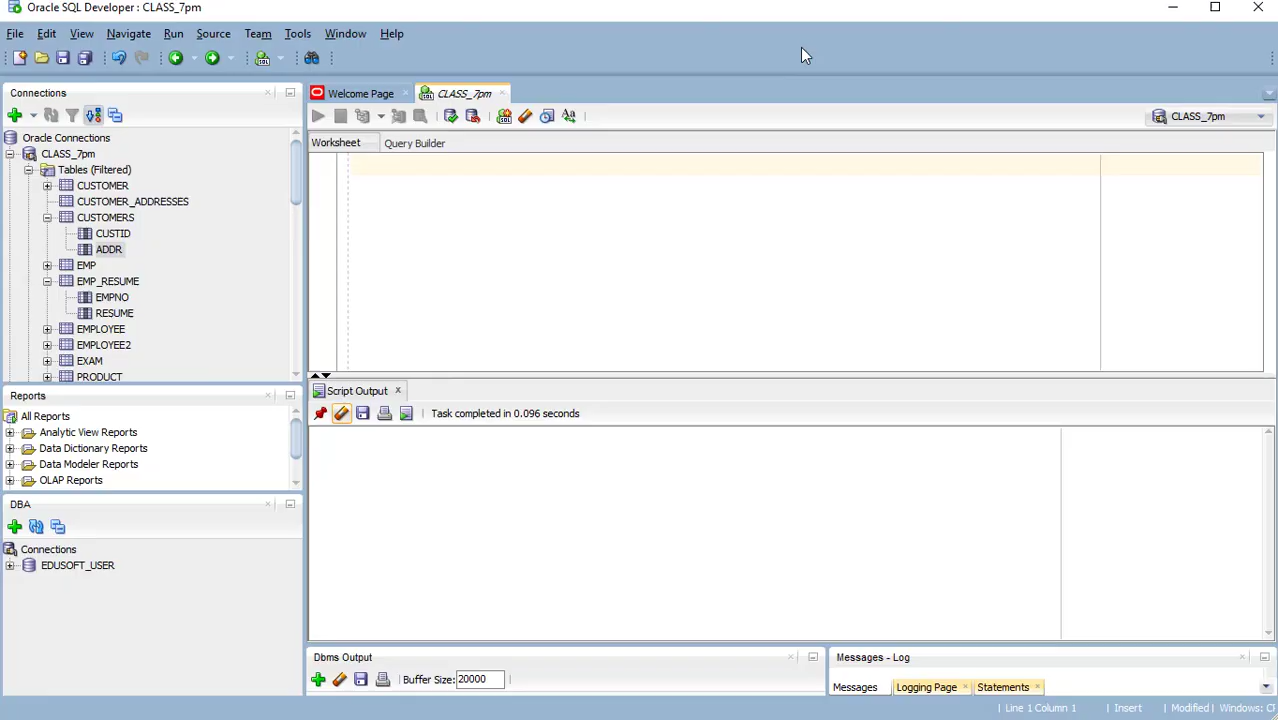 Oracle SQL Developer : CLASS_7pm
File Edit View Navigate Run Source Team Tools Window Help
Connections
Oracle Connections
CLASS_7pm
Tables (Filtered)
CUSTOMER
CUSTOMER_ADDRESSES
CUSTOMERS
CUSTID
ADDR
EMP
EMP_RESUME
EMPNO
RESUME
EMPLOYEE
EMPLOYEE2
EXAM
PRODUCT
Reports
All Reports
Analytic View Reports
Data Dictionary Reports
Data Modeler Reports
OLAP Reports
DBA
Connections
EDUSOFT_USER
Welcome Page CLASS_7pm
CLASS_7pm
Worksheet Query Builder
Script Output
Task completed in 0.096 seconds
Dbms Output
Buffer Size: 20000
Messages - Log
Messages Logging Page Statements
Line 1 Column 1 Insert Modified Windows: CF